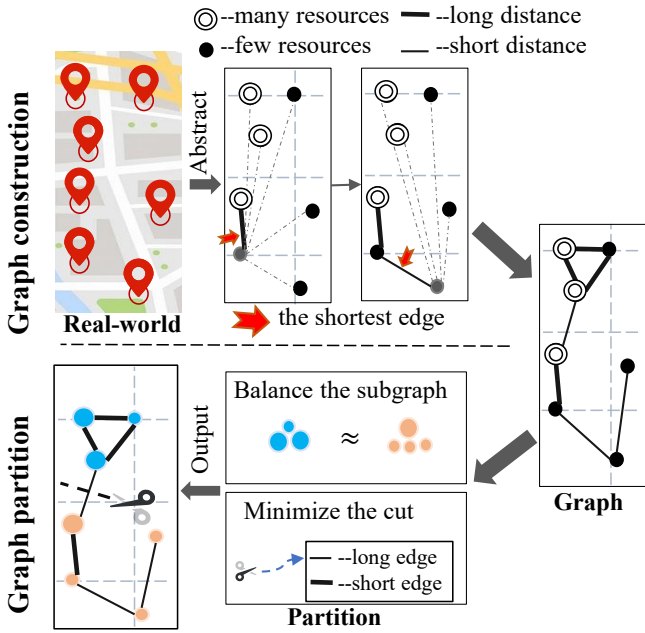 --many resources --long distance
--few resources --short distance
Graph construction
Abstract
Real-world
the shortest edge
Graph
Graph partition
Output
Balance the subgraph
≈
Minimize the cut
--long edge
--short edge
Partition